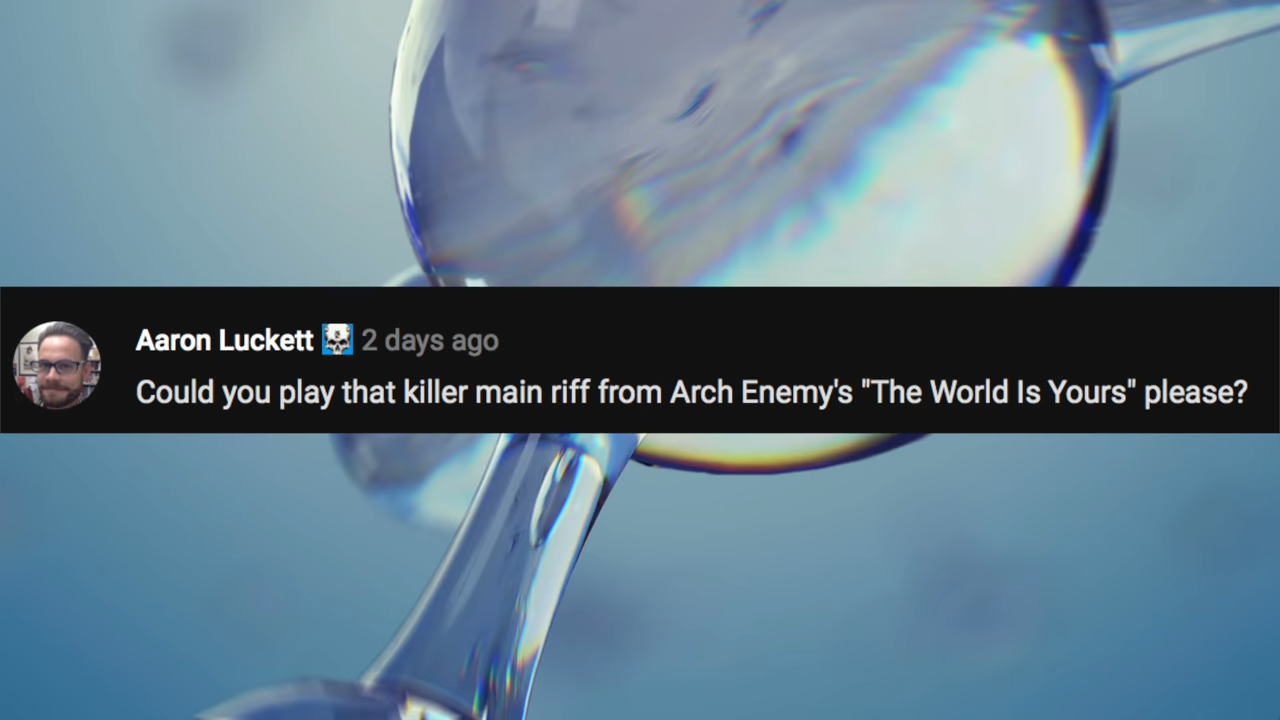 Aaron Luckett 2 days ago
Could you play that killer main riff from Arch Enemy's "The World Is Yours" please?